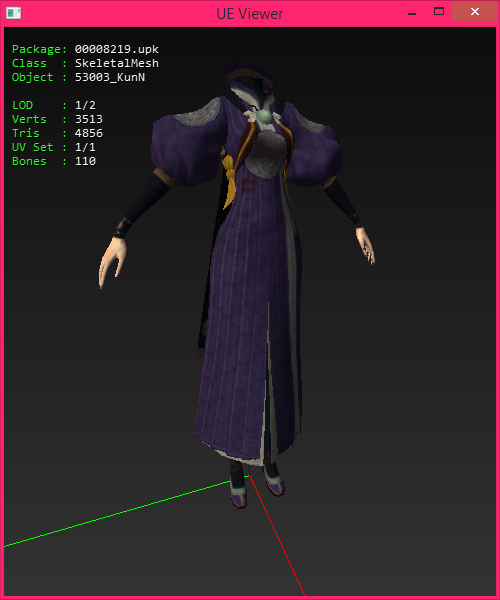 UE Viewer
Package: 00008219.upk
Class : SkeletalMesh
Object : 53003_KunN
LOD : 1/2
Verts : 3513
Tris : 4856
UV Set : 1/1
Bones : 110